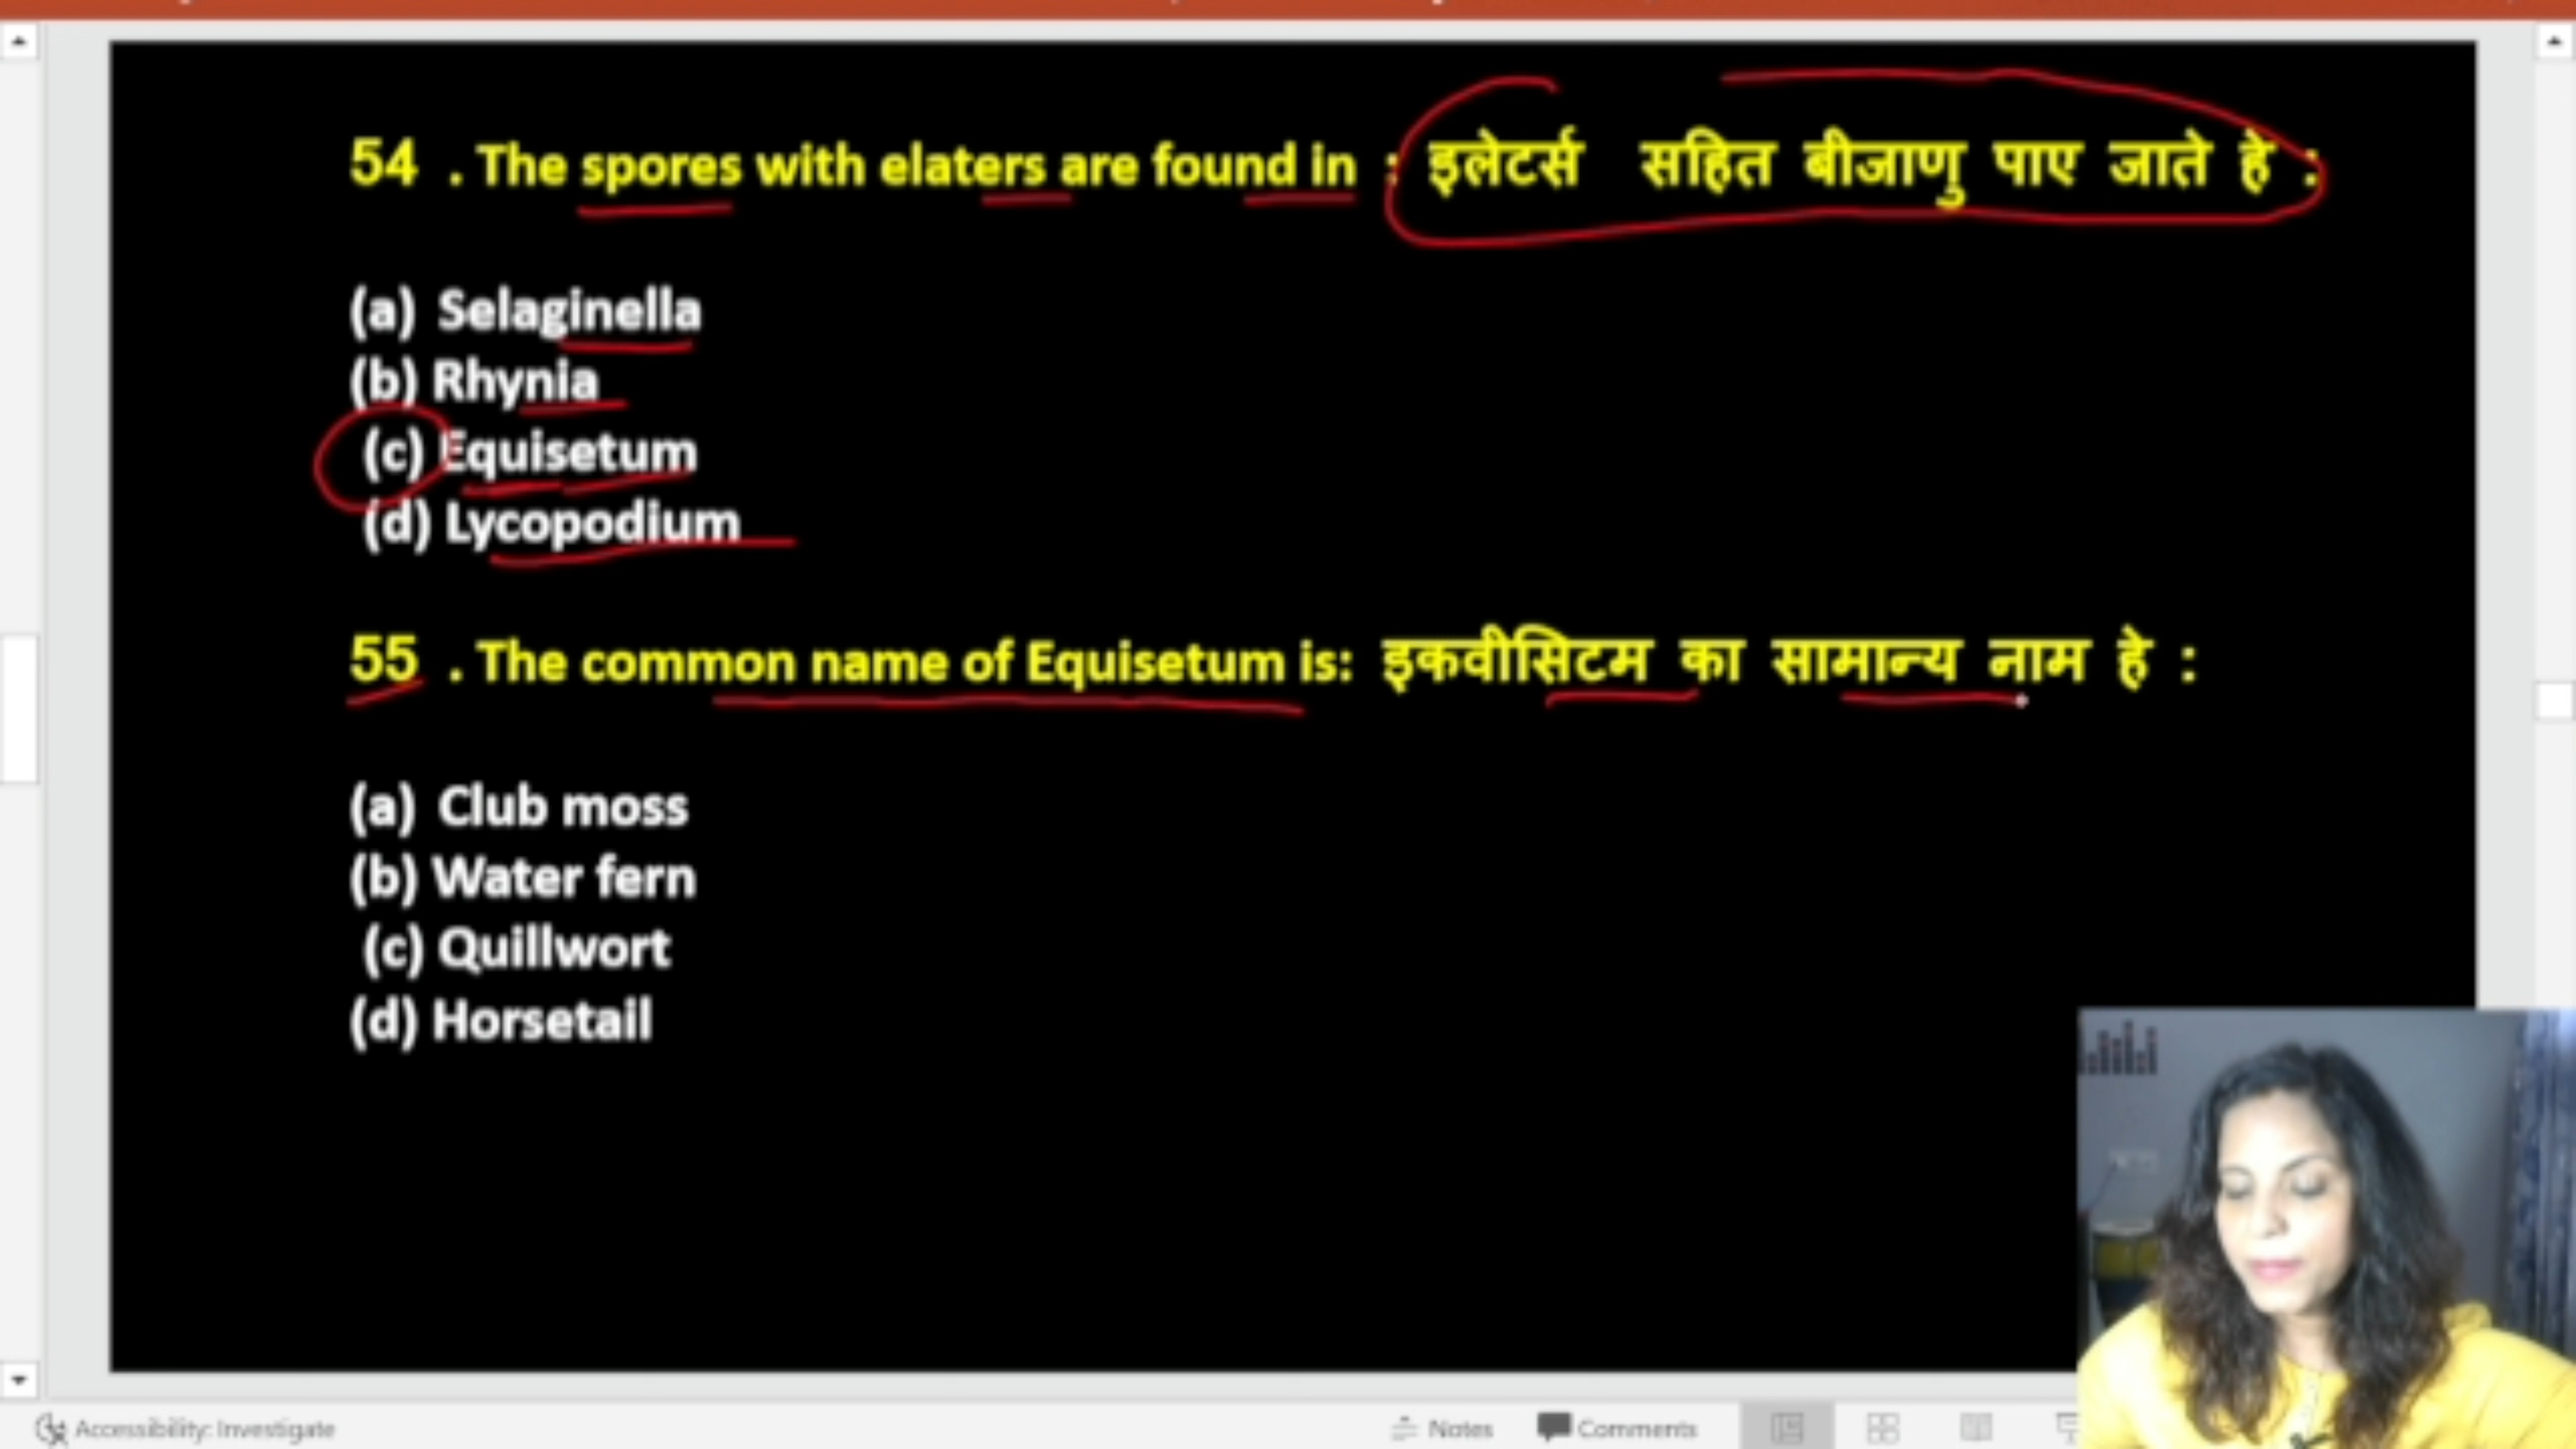 54 . The spores with elaters are found in : इलेटर्स सहित बीजाणु पाए जाते हे :
(a) Selaginella
(b) Rhynia
(c) Equisetum
(d) Lycopodium
55 . The common name of Equisetum is: इकवीसिटम का सामान्य नाम हे :
(a) Club moss
(b) Water fern
(c) Quillwort
(d) Horsetail
Accessibility: Investigate
Notes
Comments